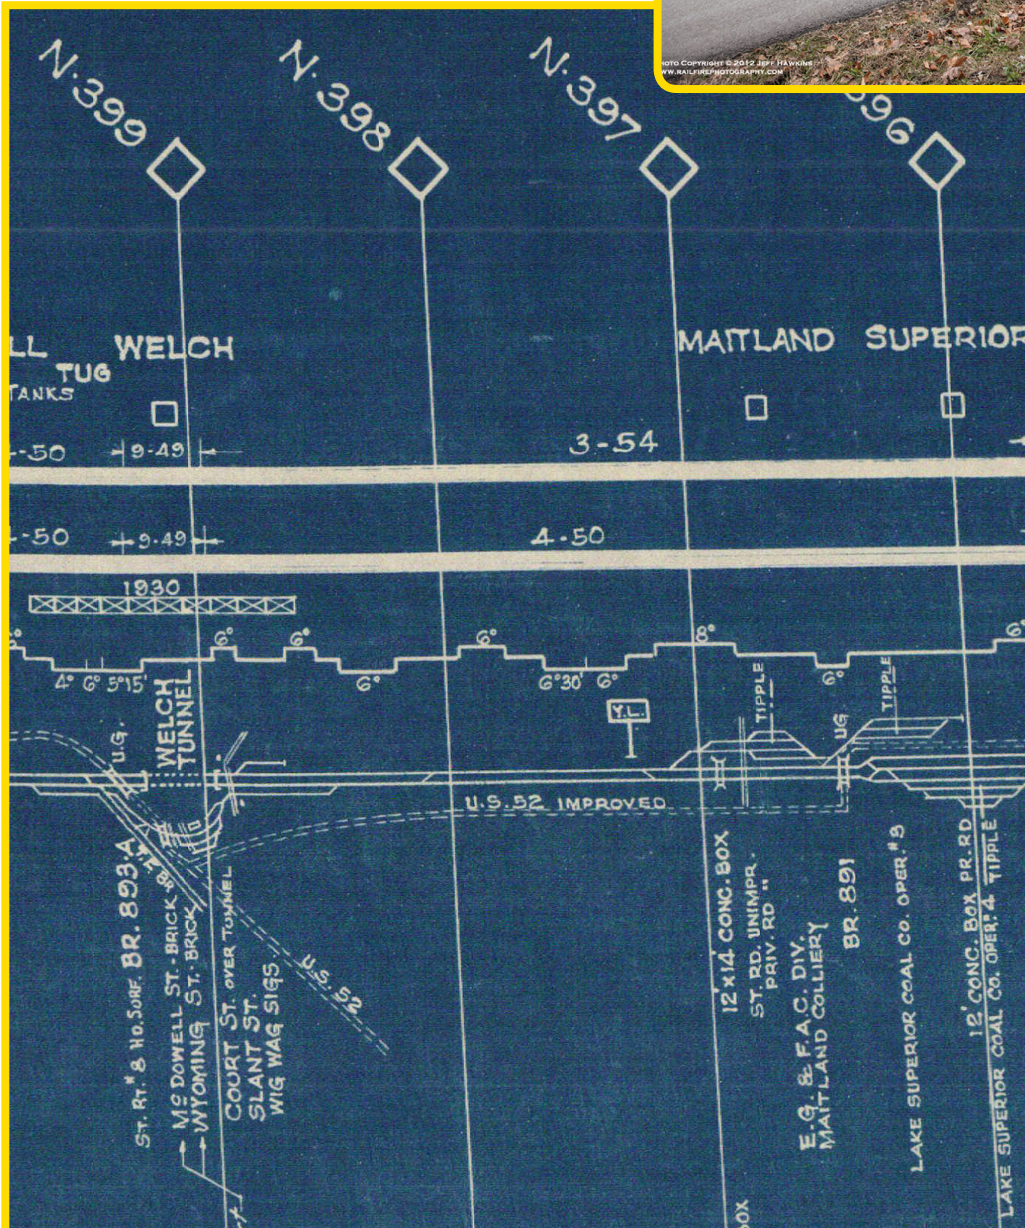 PHOTO COPYRIGHT © 2012 JEFF HAWKINS
WWW.RAILFIREPHOTOGRAPHY.COM
N-399
N-398
N-397
396
LL
TUG
TANKS
WELCH
MAITLAND
SUPERIOR
-50
9-49
3-54
-50
9-49
4-50
1930
6°
6°
6°
8°
6°
4°
6°
5°15'
6°
6°30'
6°
6°
U.G.
WELCH
TUNNEL
Y.L.
TIPPLE
UG
TIPPLE
U.S. 52 IMPROVED
U.S. 52
ST. RT. #8 HD. SURF. BR. 893A
McDOWELL ST. - BRICK
WYOMING ST. - BRICK
COURT ST. OVER TUNNEL
SLANT ST.
WIG WAG SIGS
12 X 14 CONC. BOX
ST. RD. UNIMPR.
PRIV. RD "
E.G. & F.A.C. DIV.
MAITLAND COLLIERY
BR. 891
LAKE SUPERIOR COAL CO. OPER. #3
12' CONC. BOX PR. RD
LAKE SUPERIOR COAL CO. OPER. 4 TIPPLE
BOX